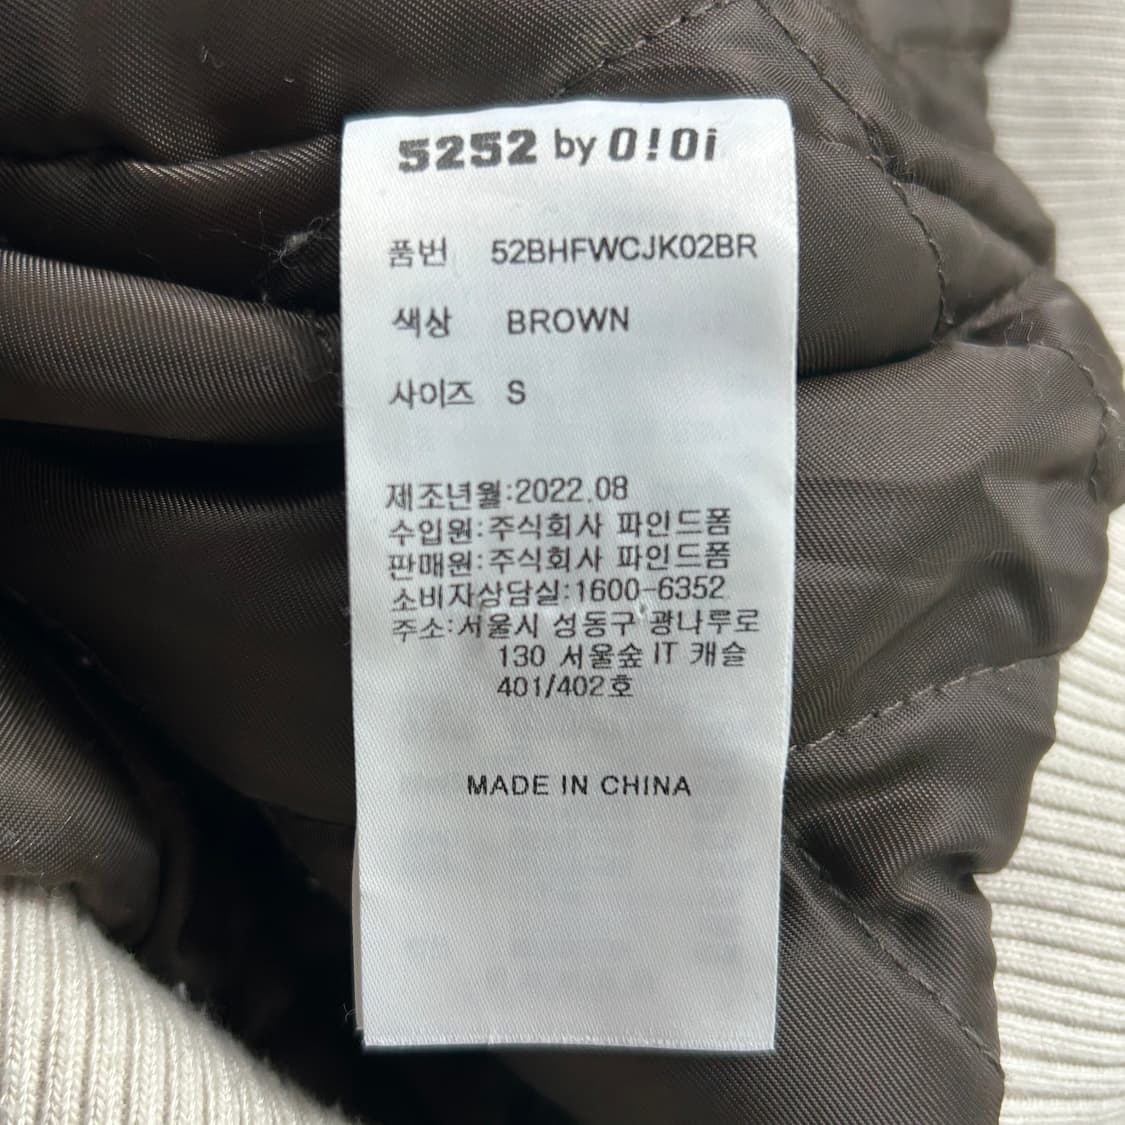 5252 by O!Oi
품번 52BHFWCJK02BR
색상 BROWN
사이즈 S
제조년월:2022.08
수입원:주식회사 파인드폼
판매원:주식회사 파인드폼
소비자상담실:1600-6352
주소:서울시 성동구 광나루로
130 서울숲 IT 캐슬
401/402호
MADE IN CHINA